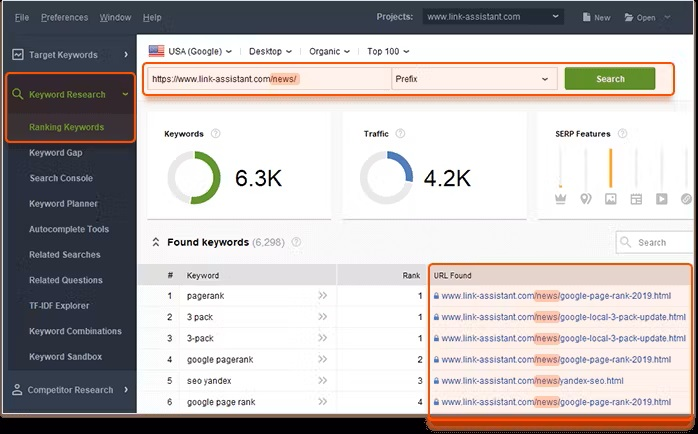 File Preferences Window Help Projects: www.link-assistant.com New Open
Target Keywords
Keyword Research
Ranking Keywords
Keyword Gap
Search Console
Keyword Planner
Autocomplete Tools
Related Searches
Related Questions
TF-IDF Explorer
Keyword Combinations
Keyword Sandbox
Competitor Research
USA (Google) Desktop Organic Top 100
https://www.link-assistant.com/news/ Prefix Search
Keywords ?
6.3K
Traffic ?
4.2K
SERP Features ?
Found keywords (6,298) ?
Search
# Keyword Rank URL Found
1 pagerank 1 www.link-assistant.com/news/google-page-rank-2019.html
2 3 pack 1 www.link-assistant.com/news/google-local-3-pack-update.html
3 3-pack 1 www.link-assistant.com/news/google-local-3-pack-update.html
4 google pagerank 2 www.link-assistant.com/news/google-page-rank-2019.html
5 seo yandex 3 www.link-assistant.com/news/yandex-seo.html
6 google page rank 4 www.link-assistant.com/news/google-page-rank-2019.html